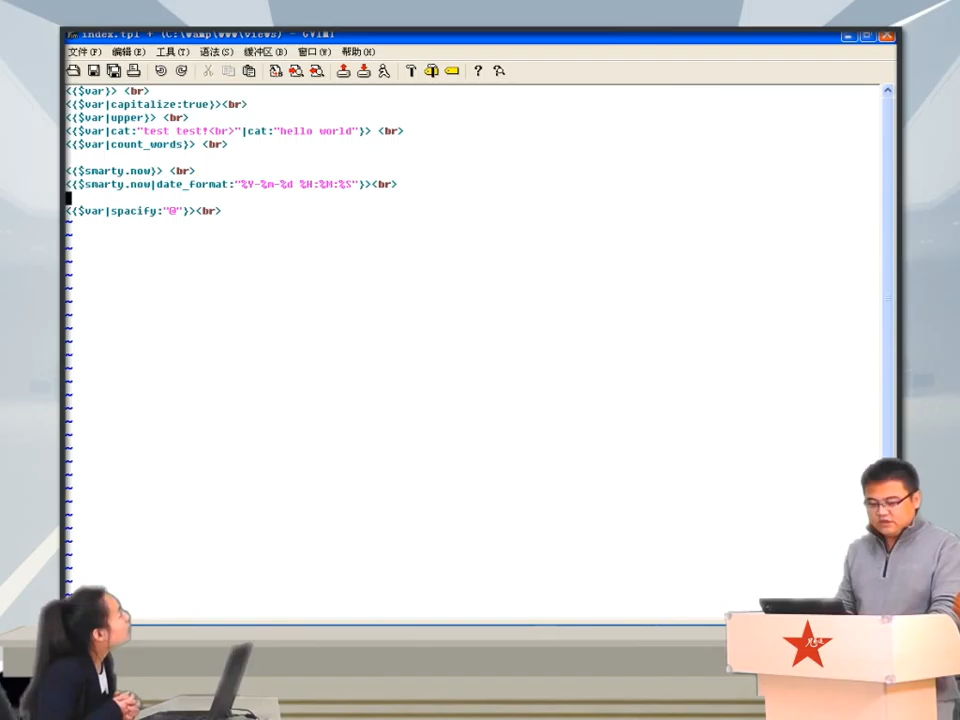 index.tpl + (C:\wamp\www\views) - GVIM1
文件(F) 编辑(E) 工具(T) 语法(S) 缓冲区(B) 窗口(W) 帮助(H)
<{$var}> <br>
<{$var|capitalize:true}><br>
<{$var|upper}> <br>
<{$var|cat:"test test!<br>"|cat:"hello world"}> <br>
<{$var|count_words}> <br>
<{$smarty.now}> <br>
<{$smarty.now|date_format:"%Y-%m-%d %H:%M:%S"}><br>
<{$var|spacify:"@"}><br>